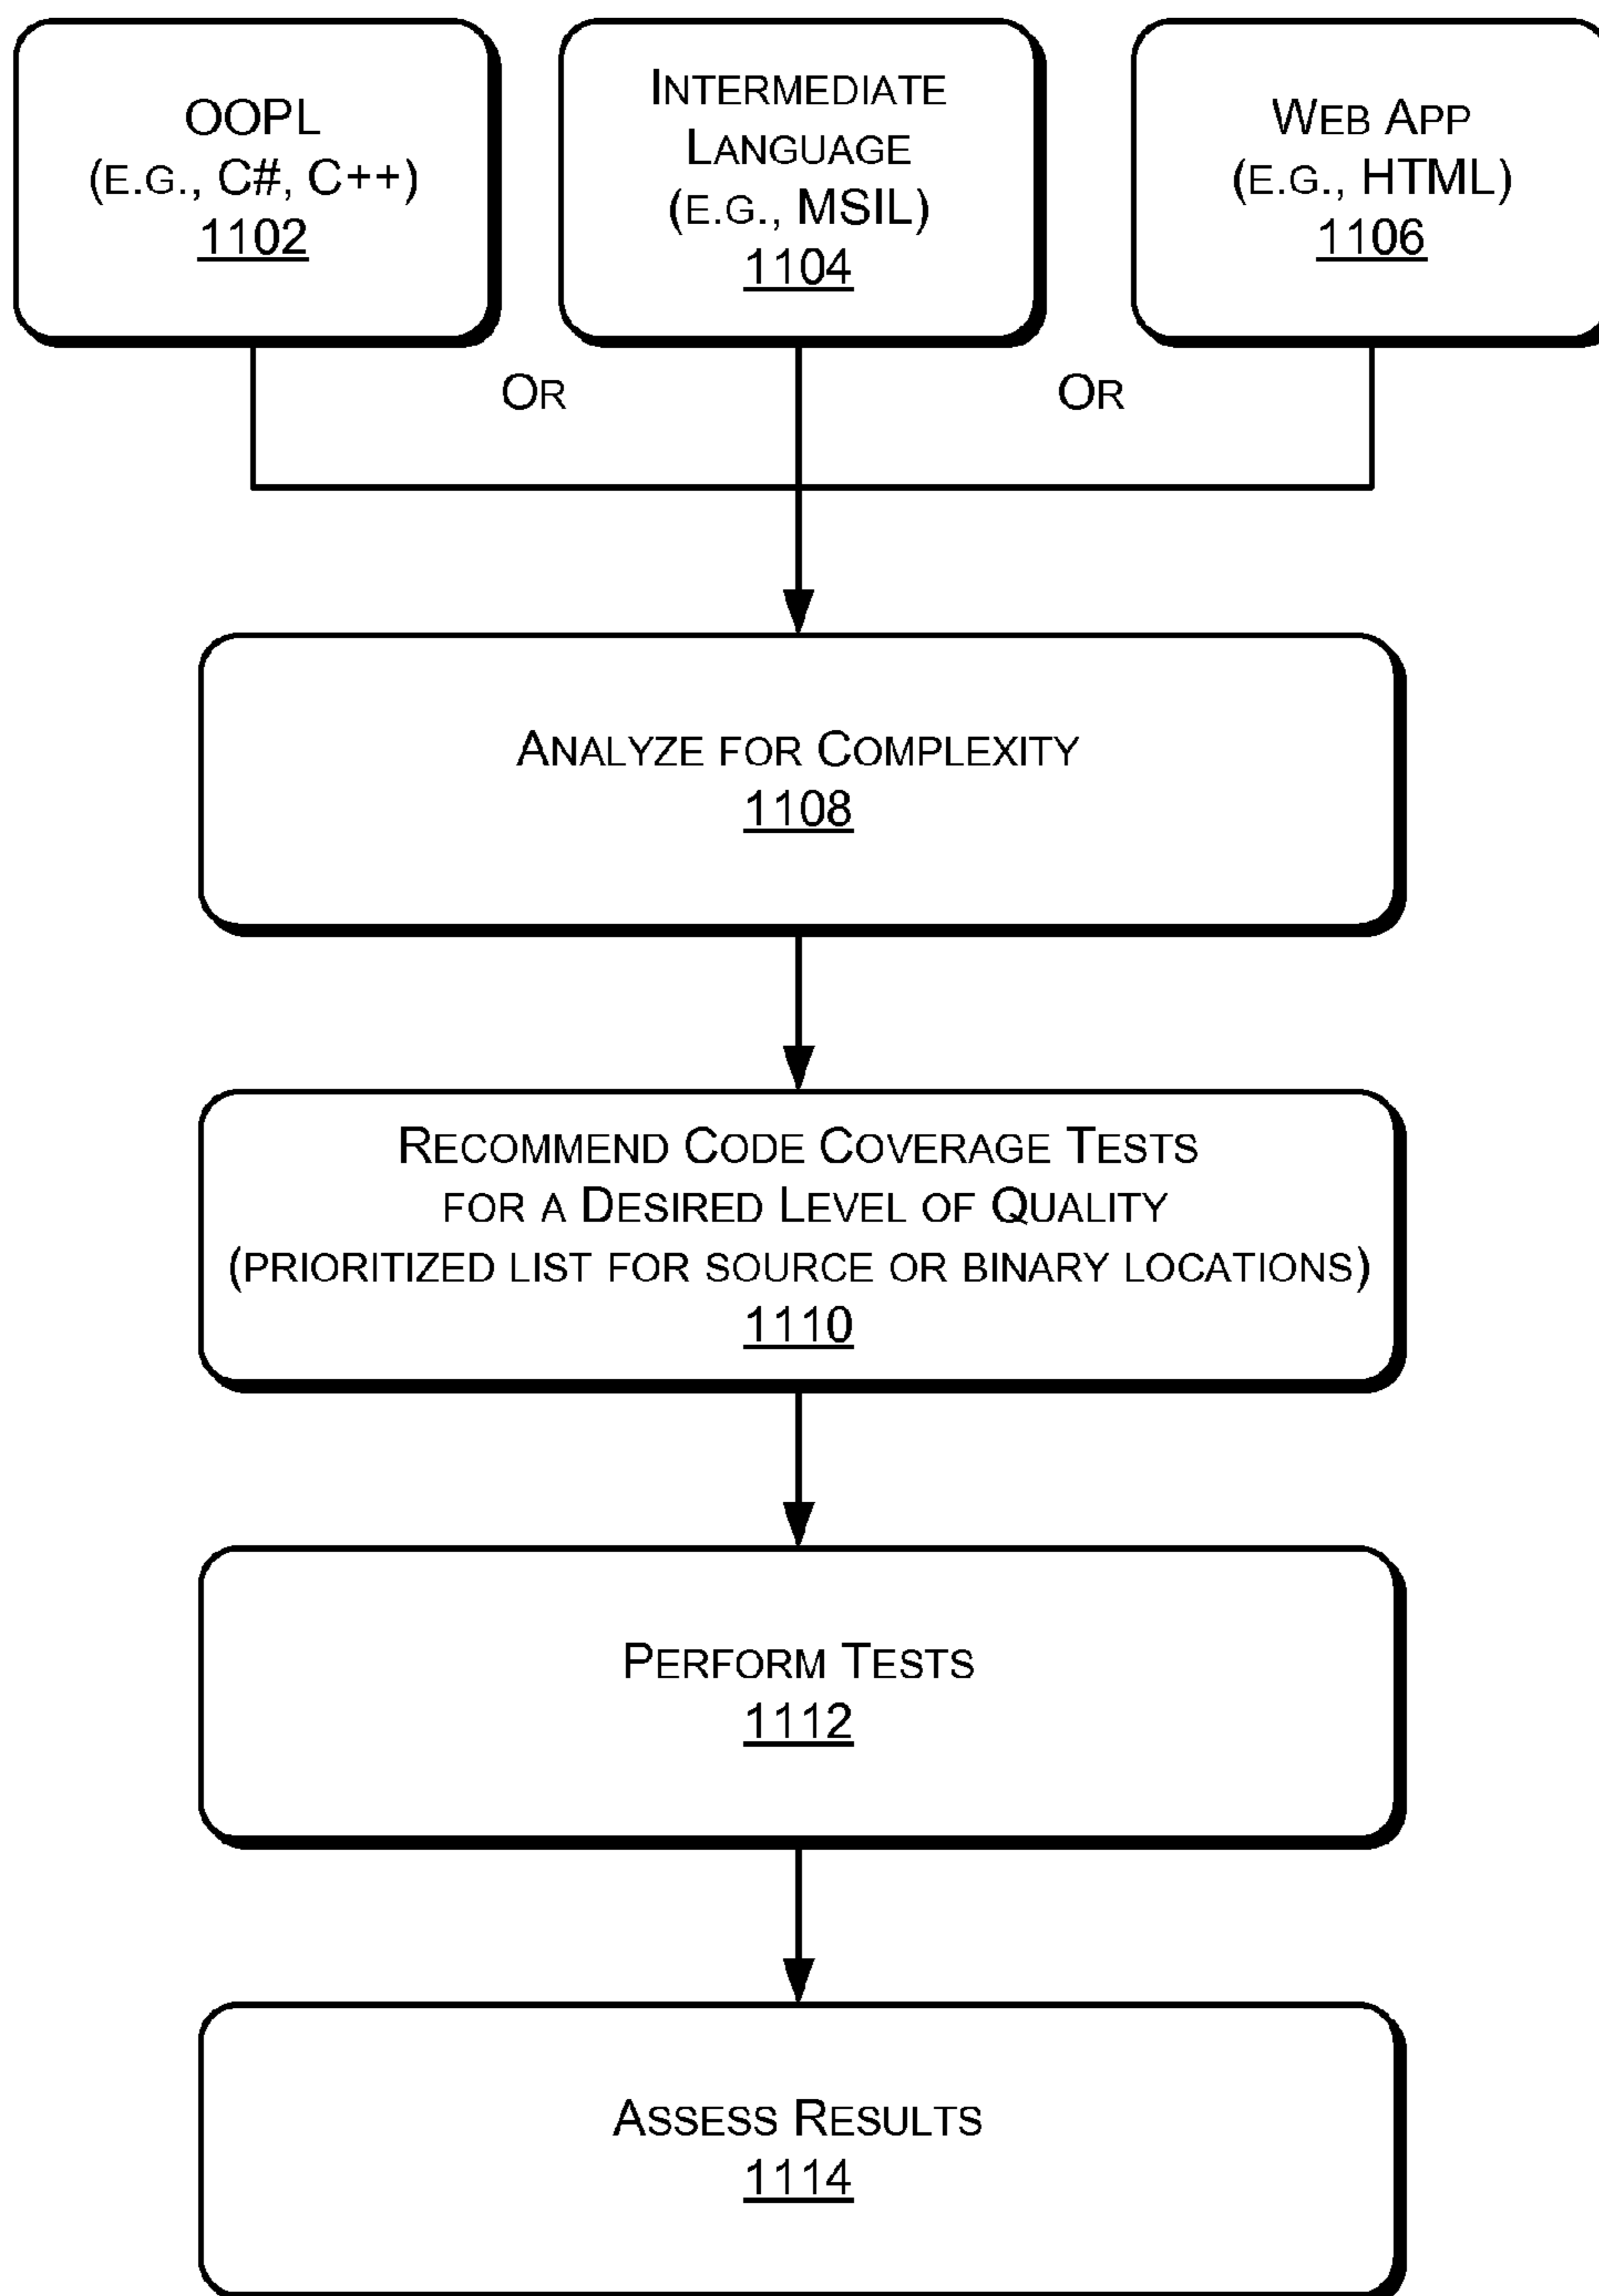 OOPL
(E.G., C#, C++)
1102
INTERMEDIATE
LANGUAGE
(E.G., MSIL)
1104
WEB APP
(E.G., HTML)
1106
OR
OR
ANALYZE FOR COMPLEXITY
1108
RECOMMEND CODE COVERAGE TESTS
FOR A DESIRED LEVEL OF QUALITY
(PRIORITIZED LIST FOR SOURCE OR BINARY LOCATIONS)
1110
PERFORM TESTS
1112
ASSESS RESULTS
1114